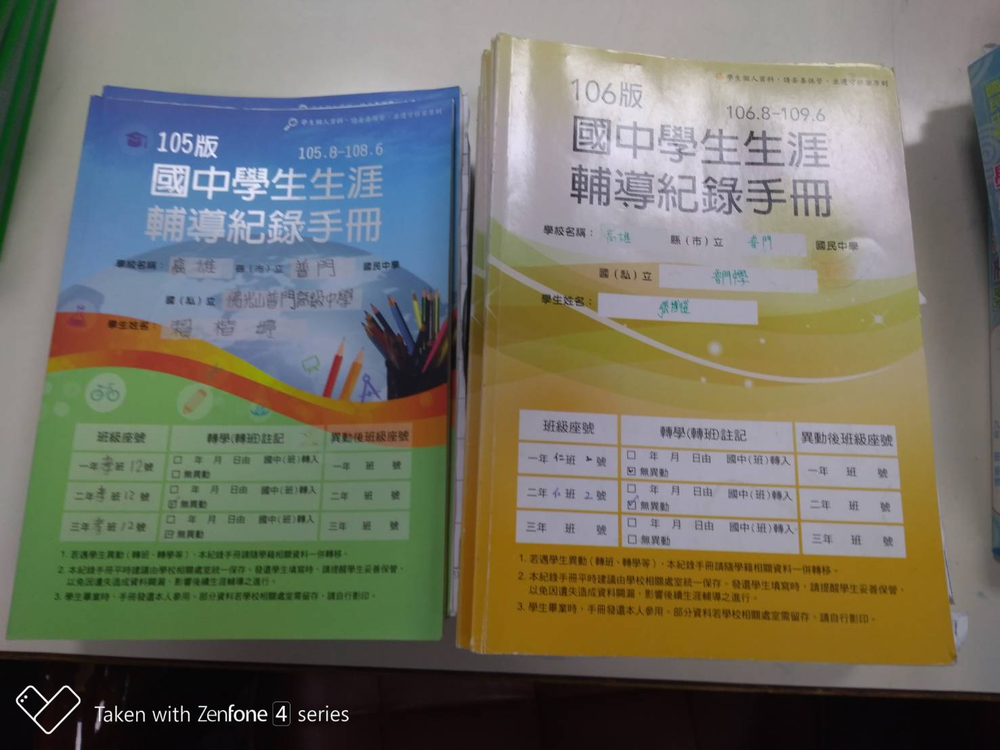 學生個人資料，請妥善保管，並遵守保密原則
105版
105.8-108.6
國中學生生涯
輔導紀錄手冊
學校名稱： 高雄 縣（市）立 普門 國民中學
國（私）立 佛光山普門高級中學
學生姓名： 賴 楷 婷
班級座號 轉學(轉班)註記 異動後班級座號
一年孝班12號 □ 年 月 日由 國中(班)轉入 一年 班 號
□ 無異動
二年孝班12號 □ 年 月 日由 國中(班)轉入 二年 班 號
☑ 無異動
三年孝班12號 □ 年 月 日由 國中(班)轉入 三年 班 號
☑ 無異動
1. 若遇學生異動（轉班、轉學等），本紀錄手冊請隨學籍相關資料一併轉移。
2. 本紀錄手冊平時建議由學校相關處室統一保存。發還學生填寫時，請提醒學生妥善保管，
以免因遺失造成資料闕漏，影響後續生涯輔導之進行。
3. 學生畢業時，手冊發還本人參用。部分資料若學校相關處室需留存，請自行影印。
學生個人資料，請妥善保管，並遵守保密原則
106版
106.8-109.6
國中學生生涯
輔導紀錄手冊
學校名稱： 高雄 縣（市）立 普門 國民中學
國（私）立 普門中學
學生姓名： 張
班級座號 轉學(轉班)註記 異動後班級座號
一年仁班2號 □ 年 月 日由 國中(班)轉入 一年 班 號
☑ 無異動
二年仁班2號 □ 年 月 日由 國中(班)轉入 二年 班 號
☑ 無異動
三年 班 號 □ 年 月 日由 國中(班)轉入 三年 班 號
□ 無異動
1. 若遇學生異動（轉班、轉學等），本紀錄手冊請隨學籍相關資料一併轉移。
2. 本紀錄手冊平時建議由學校相關處室統一保存。發還學生填寫時，請提醒學生妥善保管，
以免因遺失造成資料闕漏，影響後續生涯輔導之進行。
3. 學生畢業時，手冊發還本人參用。部分資料若學校相關處室需留存，請自行影印。
Taken with Zenfone 4 series